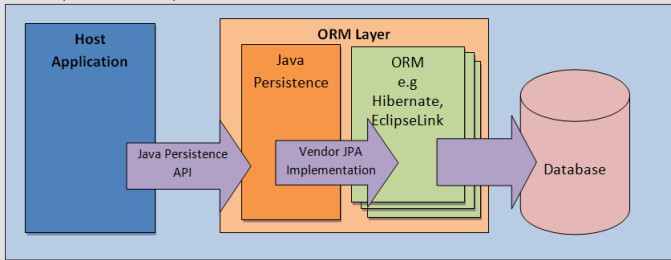 Host
Application
ORM Layer
Java
Persistence
ORM
e.g
Hibernate,
EclipseLink
Java Persistence
API
Vendor JPA
Implementation
Database